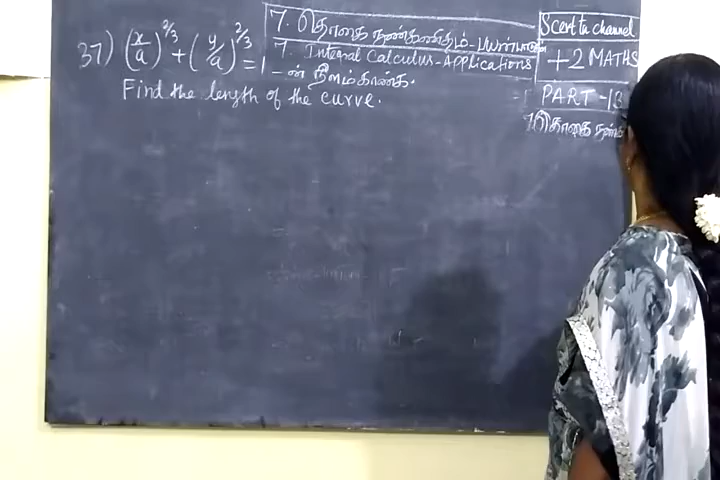 7. தொகை நுண்கணிதம் - பயன்பாடுகள்
7. Integral Calculus - Applications
Scert tn channel
+2 MATHS
PART - 13
37) (x/a)^2/3 + (y/a)^2/3 = 1 - ன் நீளம் காண்க.
Find the length of the curve.
தொகை நுண்